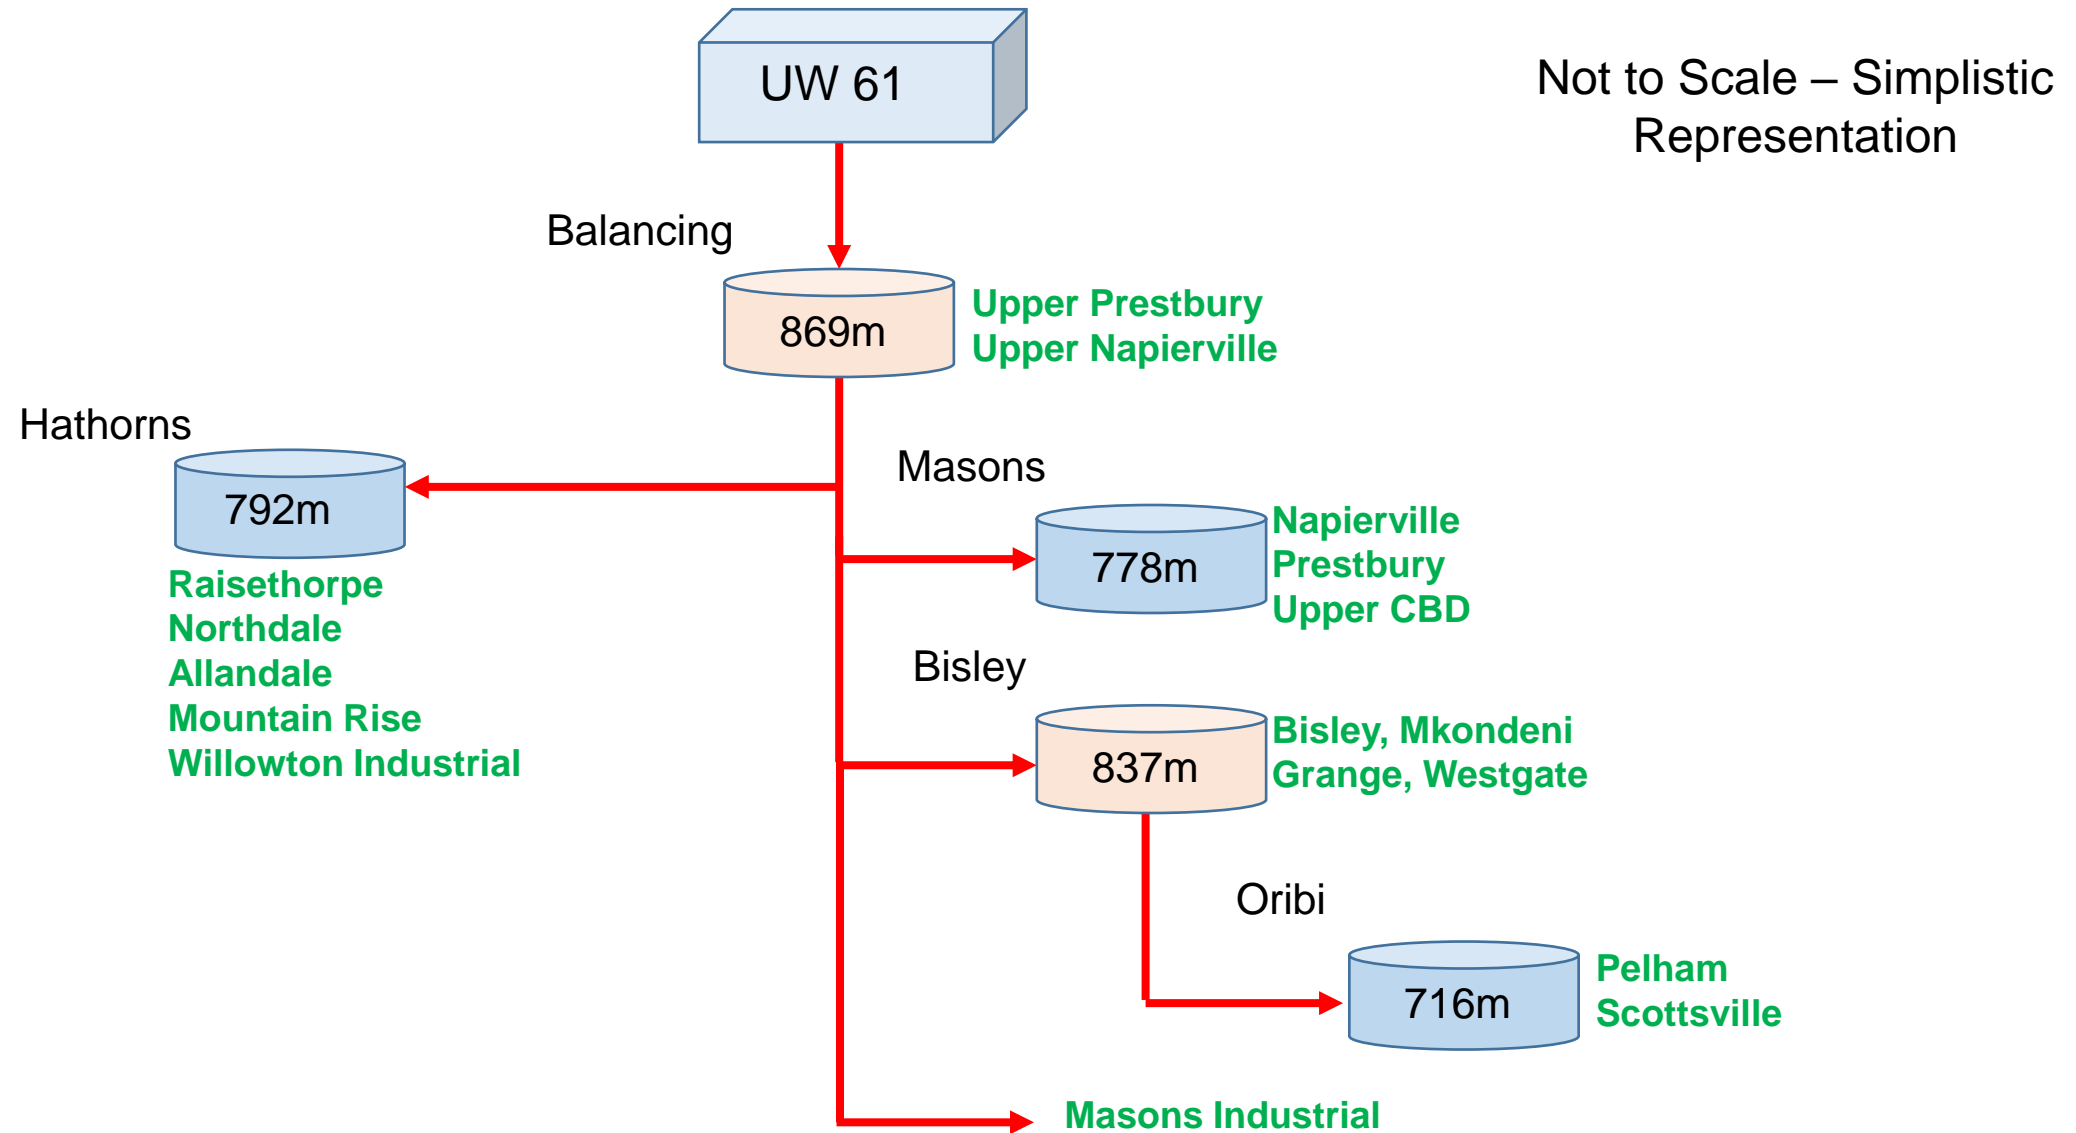 UW 61
Not to Scale – Simplistic
Representation
Balancing
869m
Upper Prestbury
Upper Napierville
Hathorns
792m
Raisethorpe
Northdale
Allandale
Mountain Rise
Willowton Industrial
Masons
778m
Napierville
Prestbury
Upper CBD
Bisley
837m
Bisley, Mkondeni
Grange, Westgate
Oribi
716m
Pelham
Scottsville
Masons Industrial